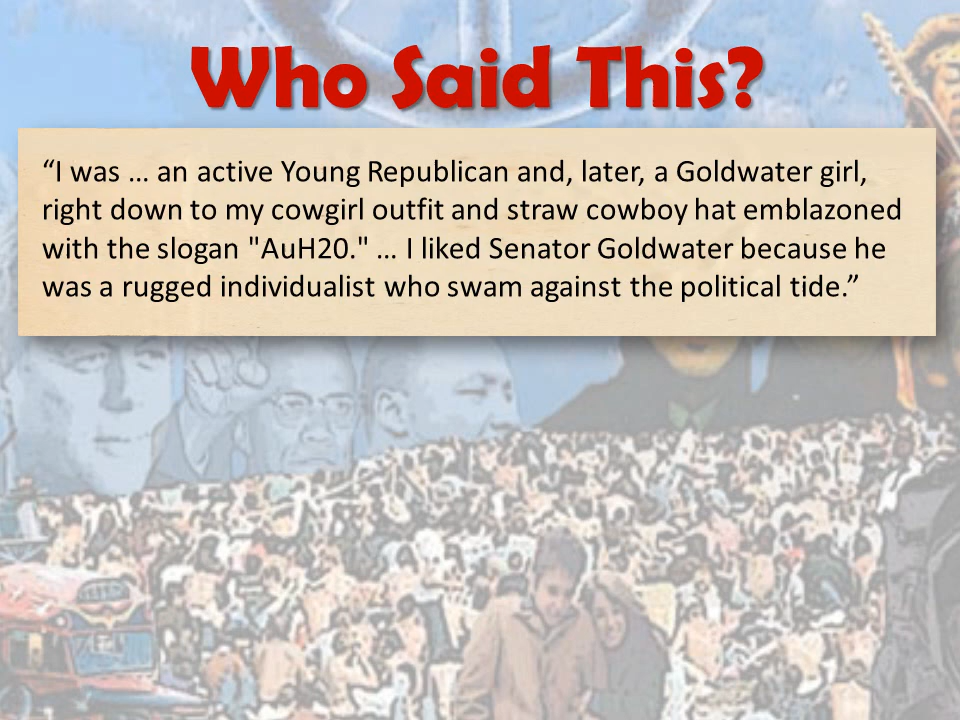 Who Said This?
“I was … an active Young Republican and, later, a Goldwater girl,
right down to my cowgirl outfit and straw cowboy hat emblazoned
with the slogan "AuH20." … I liked Senator Goldwater because he
was a rugged individualist who swam against the political tide.”